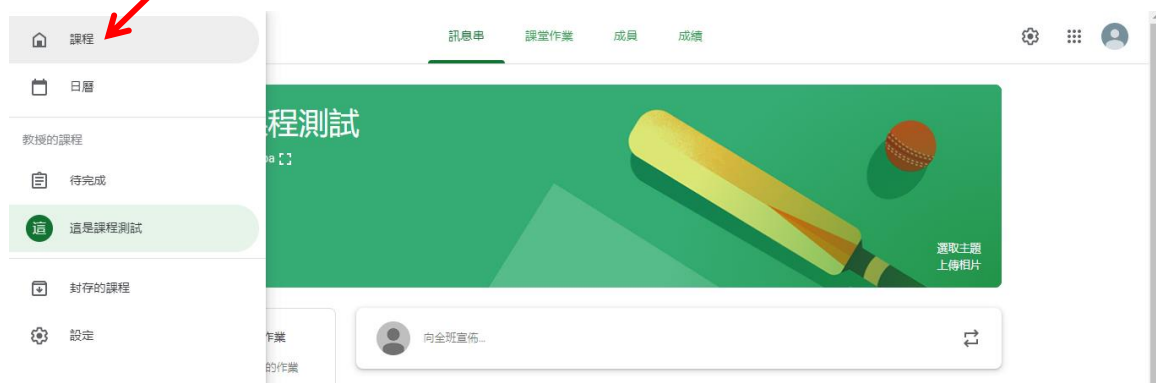 課程
日曆
教授的課程
待完成
這 這是課程測試
封存的課程
設定
訊息串 課堂作業 成員 成績
程測試
oa
選取主題
上傳相片
作業
的作業
向全班宣佈...